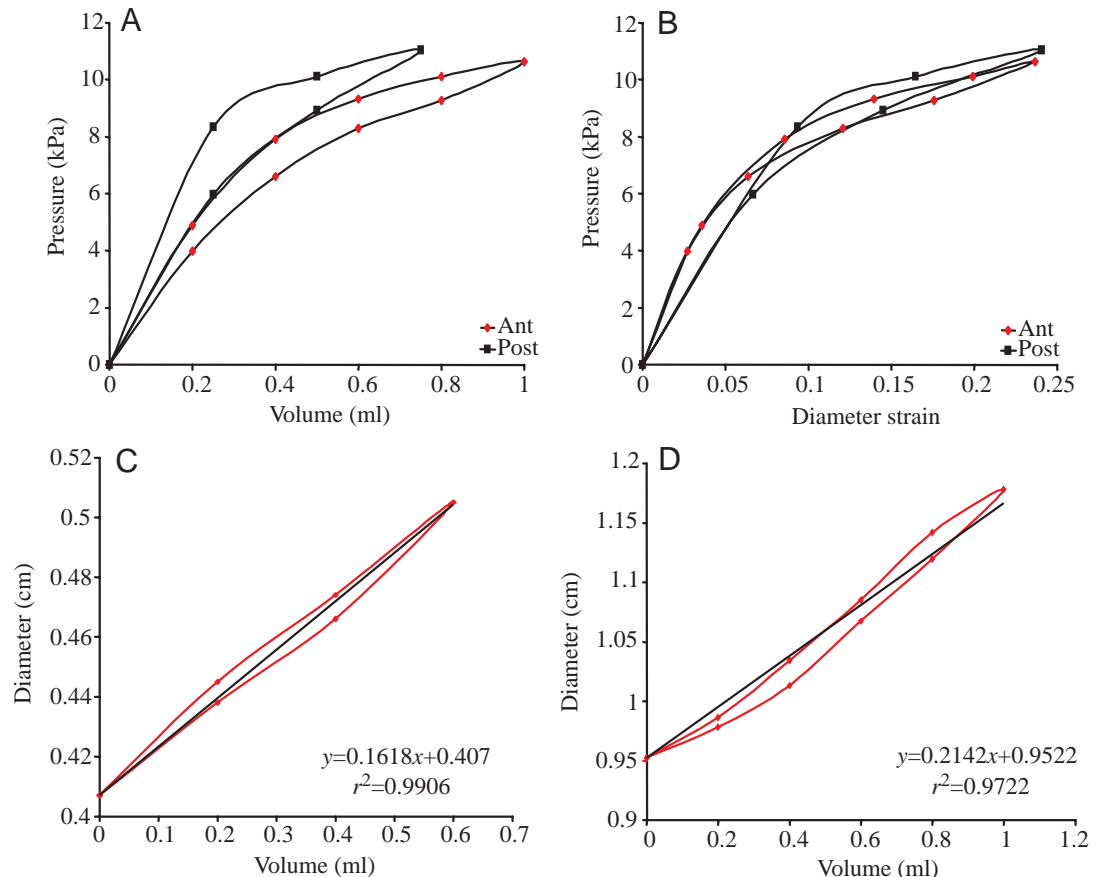 A
12
10
8
6
4
2
0
Pressure (kPa)
0 0.2 0.4 0.6 0.8 1
Volume (ml)
Ant
Post
B
12
10
8
6
4
2
0
Pressure (kPa)
0 0.05 0.1 0.15 0.2 0.25
Diameter strain
Ant
Post
C
0.52
0.5
0.48
0.46
0.44
0.42
0.4
Diameter (cm)
y=0.1618x+0.407
r²=0.9906
0 0.1 0.2 0.3 0.4 0.5 0.6 0.7
Volume (ml)
D
1.2
1.15
1.1
1.05
1
0.95
0.9
Diameter (cm)
y=0.2142x+0.9522
r²=0.9722
0 0.2 0.4 0.6 0.8 1 1.2
Volume (ml)